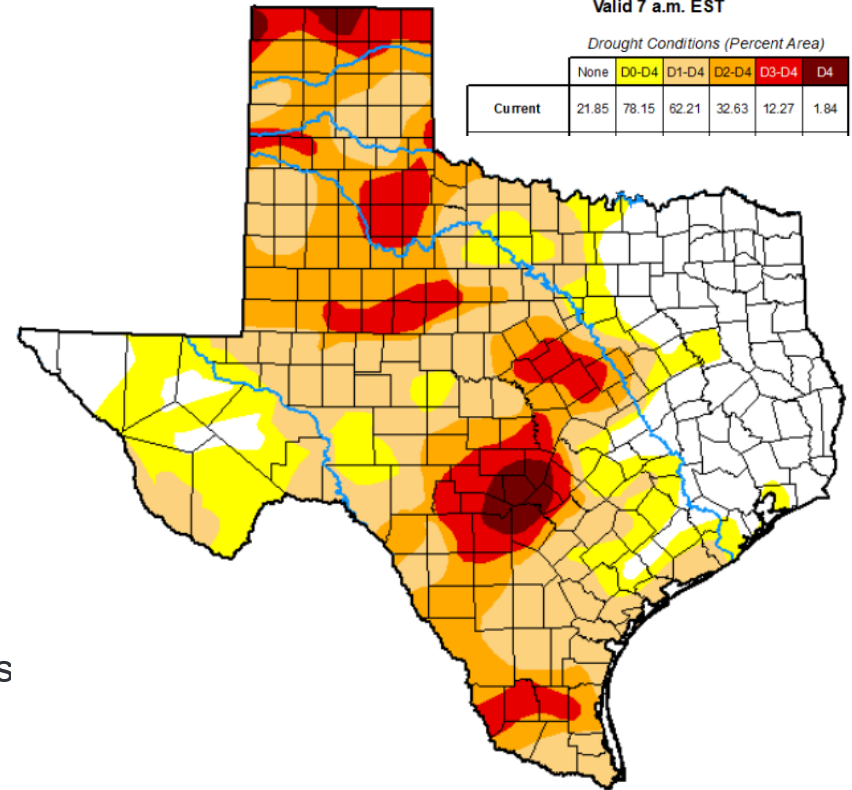 Valid 7 a.m. EST
Drought Conditions (Percent Area)
None D0-D4 D1-D4 D2-D4 D3-D4 D4
Current 21.85 78.15 62.21 32.63 12.27 1.84
s